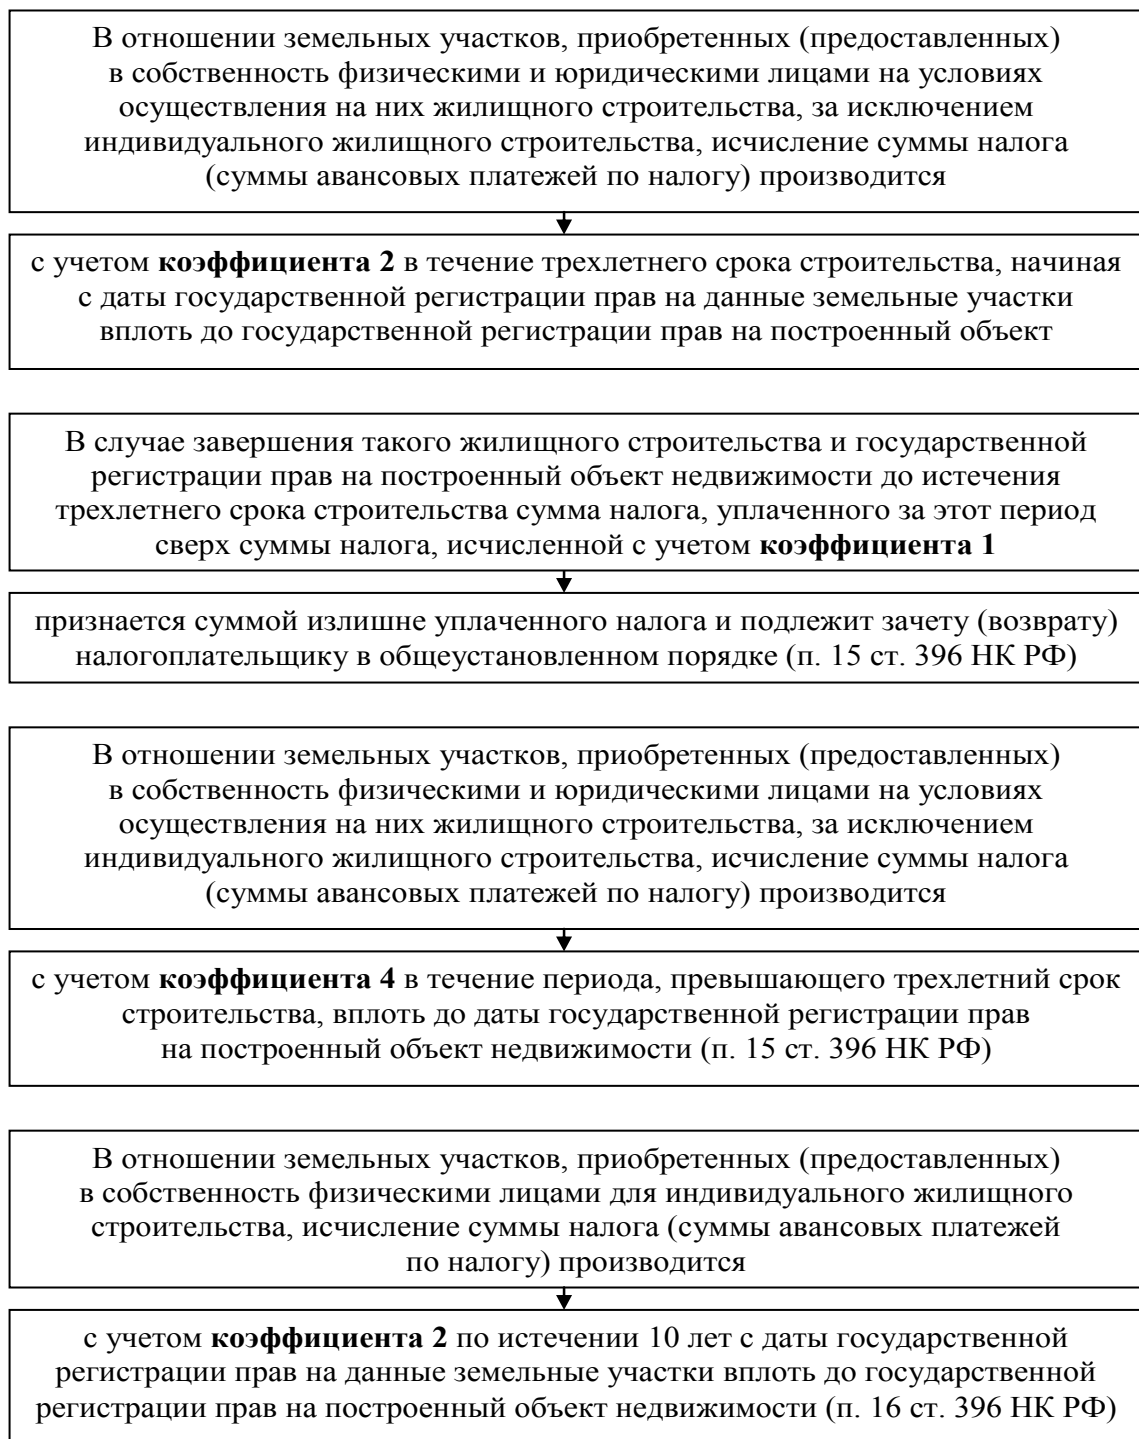 В отношении земельных участков, приобретенных (предоставленных)
в собственность физическими и юридическими лицами на условиях
осуществления на них жилищного строительства, за исключением
индивидуального жилищного строительства, исчисление суммы налога
(суммы авансовых платежей по налогу) производится
с учетом коэффициента 2 в течение трехлетнего срока строительства, начиная
с даты государственной регистрации прав на данные земельные участки
вплоть до государственной регистрации прав на построенный объект
В случае завершения такого жилищного строительства и государственной
регистрации прав на построенный объект недвижимости до истечения
трехлетнего срока строительства сумма налога, уплаченного за этот период
сверх суммы налога, исчисленной с учетом коэффициента 1
признается суммой излишне уплаченного налога и подлежит зачету (возврату)
налогоплательщику в общеустановленном порядке (п. 15 ст. 396 НК РФ)
В отношении земельных участков, приобретенных (предоставленных)
в собственность физическими и юридическими лицами на условиях
осуществления на них жилищного строительства, за исключением
индивидуального жилищного строительства, исчисление суммы налога
(суммы авансовых платежей по налогу) производится
с учетом коэффициента 4 в течение периода, превышающего трехлетний срок
строительства, вплоть до даты государственной регистрации прав
на построенный объект недвижимости (п. 15 ст. 396 НК РФ)
В отношении земельных участков, приобретенных (предоставленных)
в собственность физическими лицами для индивидуального жилищного
строительства, исчисление суммы налога (суммы авансовых платежей
по налогу) производится
с учетом коэффициента 2 по истечении 10 лет с даты государственной
регистрации прав на данные земельные участки вплоть до государственной
регистрации прав на построенный объект недвижимости (п. 16 ст. 396 НК РФ)